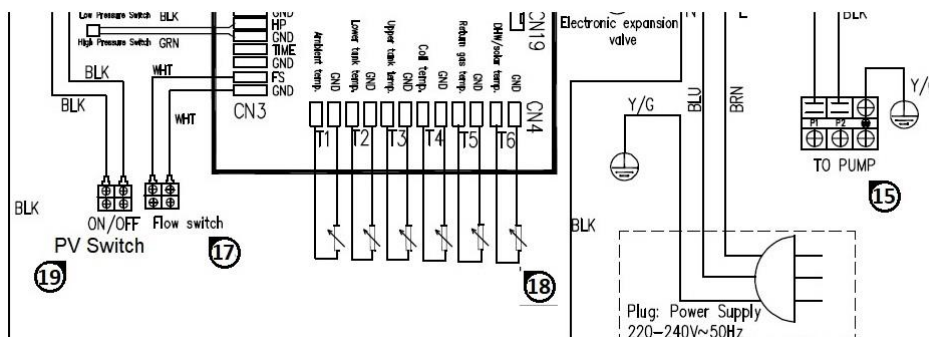 GND
Low Pressure Switch BLK HP
High Pressure Switch GRN GND
TIME
GND
BLK WHT FS
BLK GND
WHT CN3
Ambient temp.
GND
Lower tank temp.
GND
Upper tank temp.
GND
Coil temp.
GND
Return gas temp.
GND
DHW/solar temp.
GND
CN19
CN4
T1 T2 T3 T4 T5 T6
Electronic expansion
valve
N L
BLK
Y/G
BLU
BRN
Y/G
P1 P2
TO PUMP
15
BLK
ON/OFF Flow switch
PV Switch
17
19
18
BLK
Plug: Power Supply
220-240V~50Hz